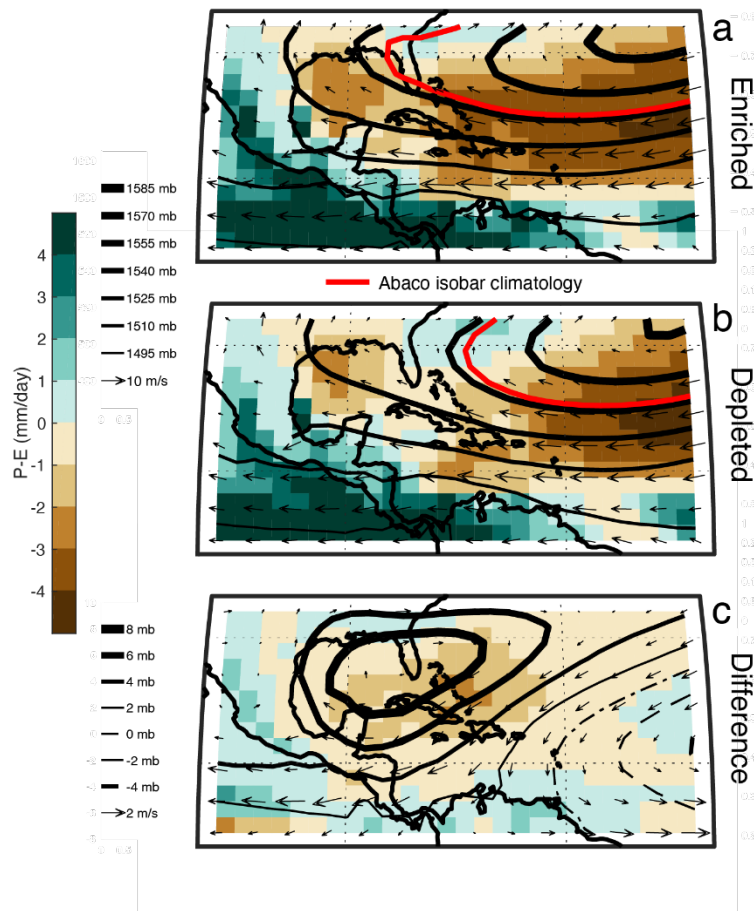 a
Enriched
1585 mb
1570 mb
1555 mb
1540 mb
1525 mb
1510 mb
1495 mb
10 m/s
P-E (mm/day)
4
3
2
1
0
-1
-2
-3
-4
Abaco isobar climatology
b
Depleted
8 mb
6 mb
4 mb
2 mb
0 mb
-2 mb
-4 mb
2 m/s
c
Difference